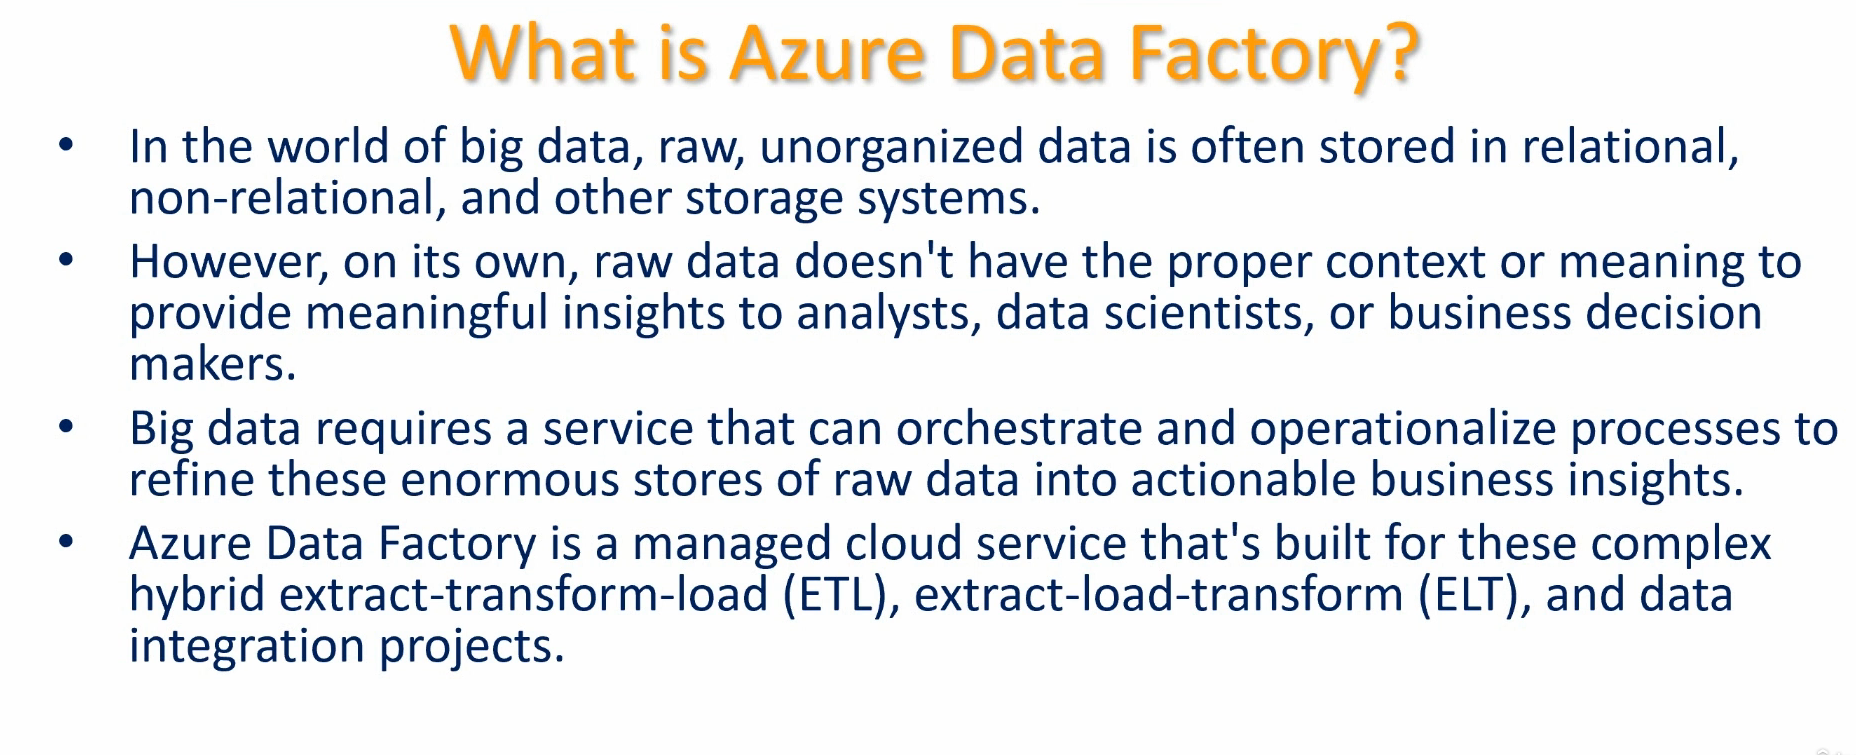 What is Azure Data Factory?
• In the world of big data, raw, unorganized data is often stored in relational,
non-relational, and other storage systems.
• However, on its own, raw data doesn't have the proper context or meaning to
provide meaningful insights to analysts, data scientists, or business decision
makers.
• Big data requires a service that can orchestrate and operationalize processes to
refine these enormous stores of raw data into actionable business insights.
• Azure Data Factory is a managed cloud service that's built for these complex
hybrid extract-transform-load (ETL), extract-load-transform (ELT), and data
integration projects.